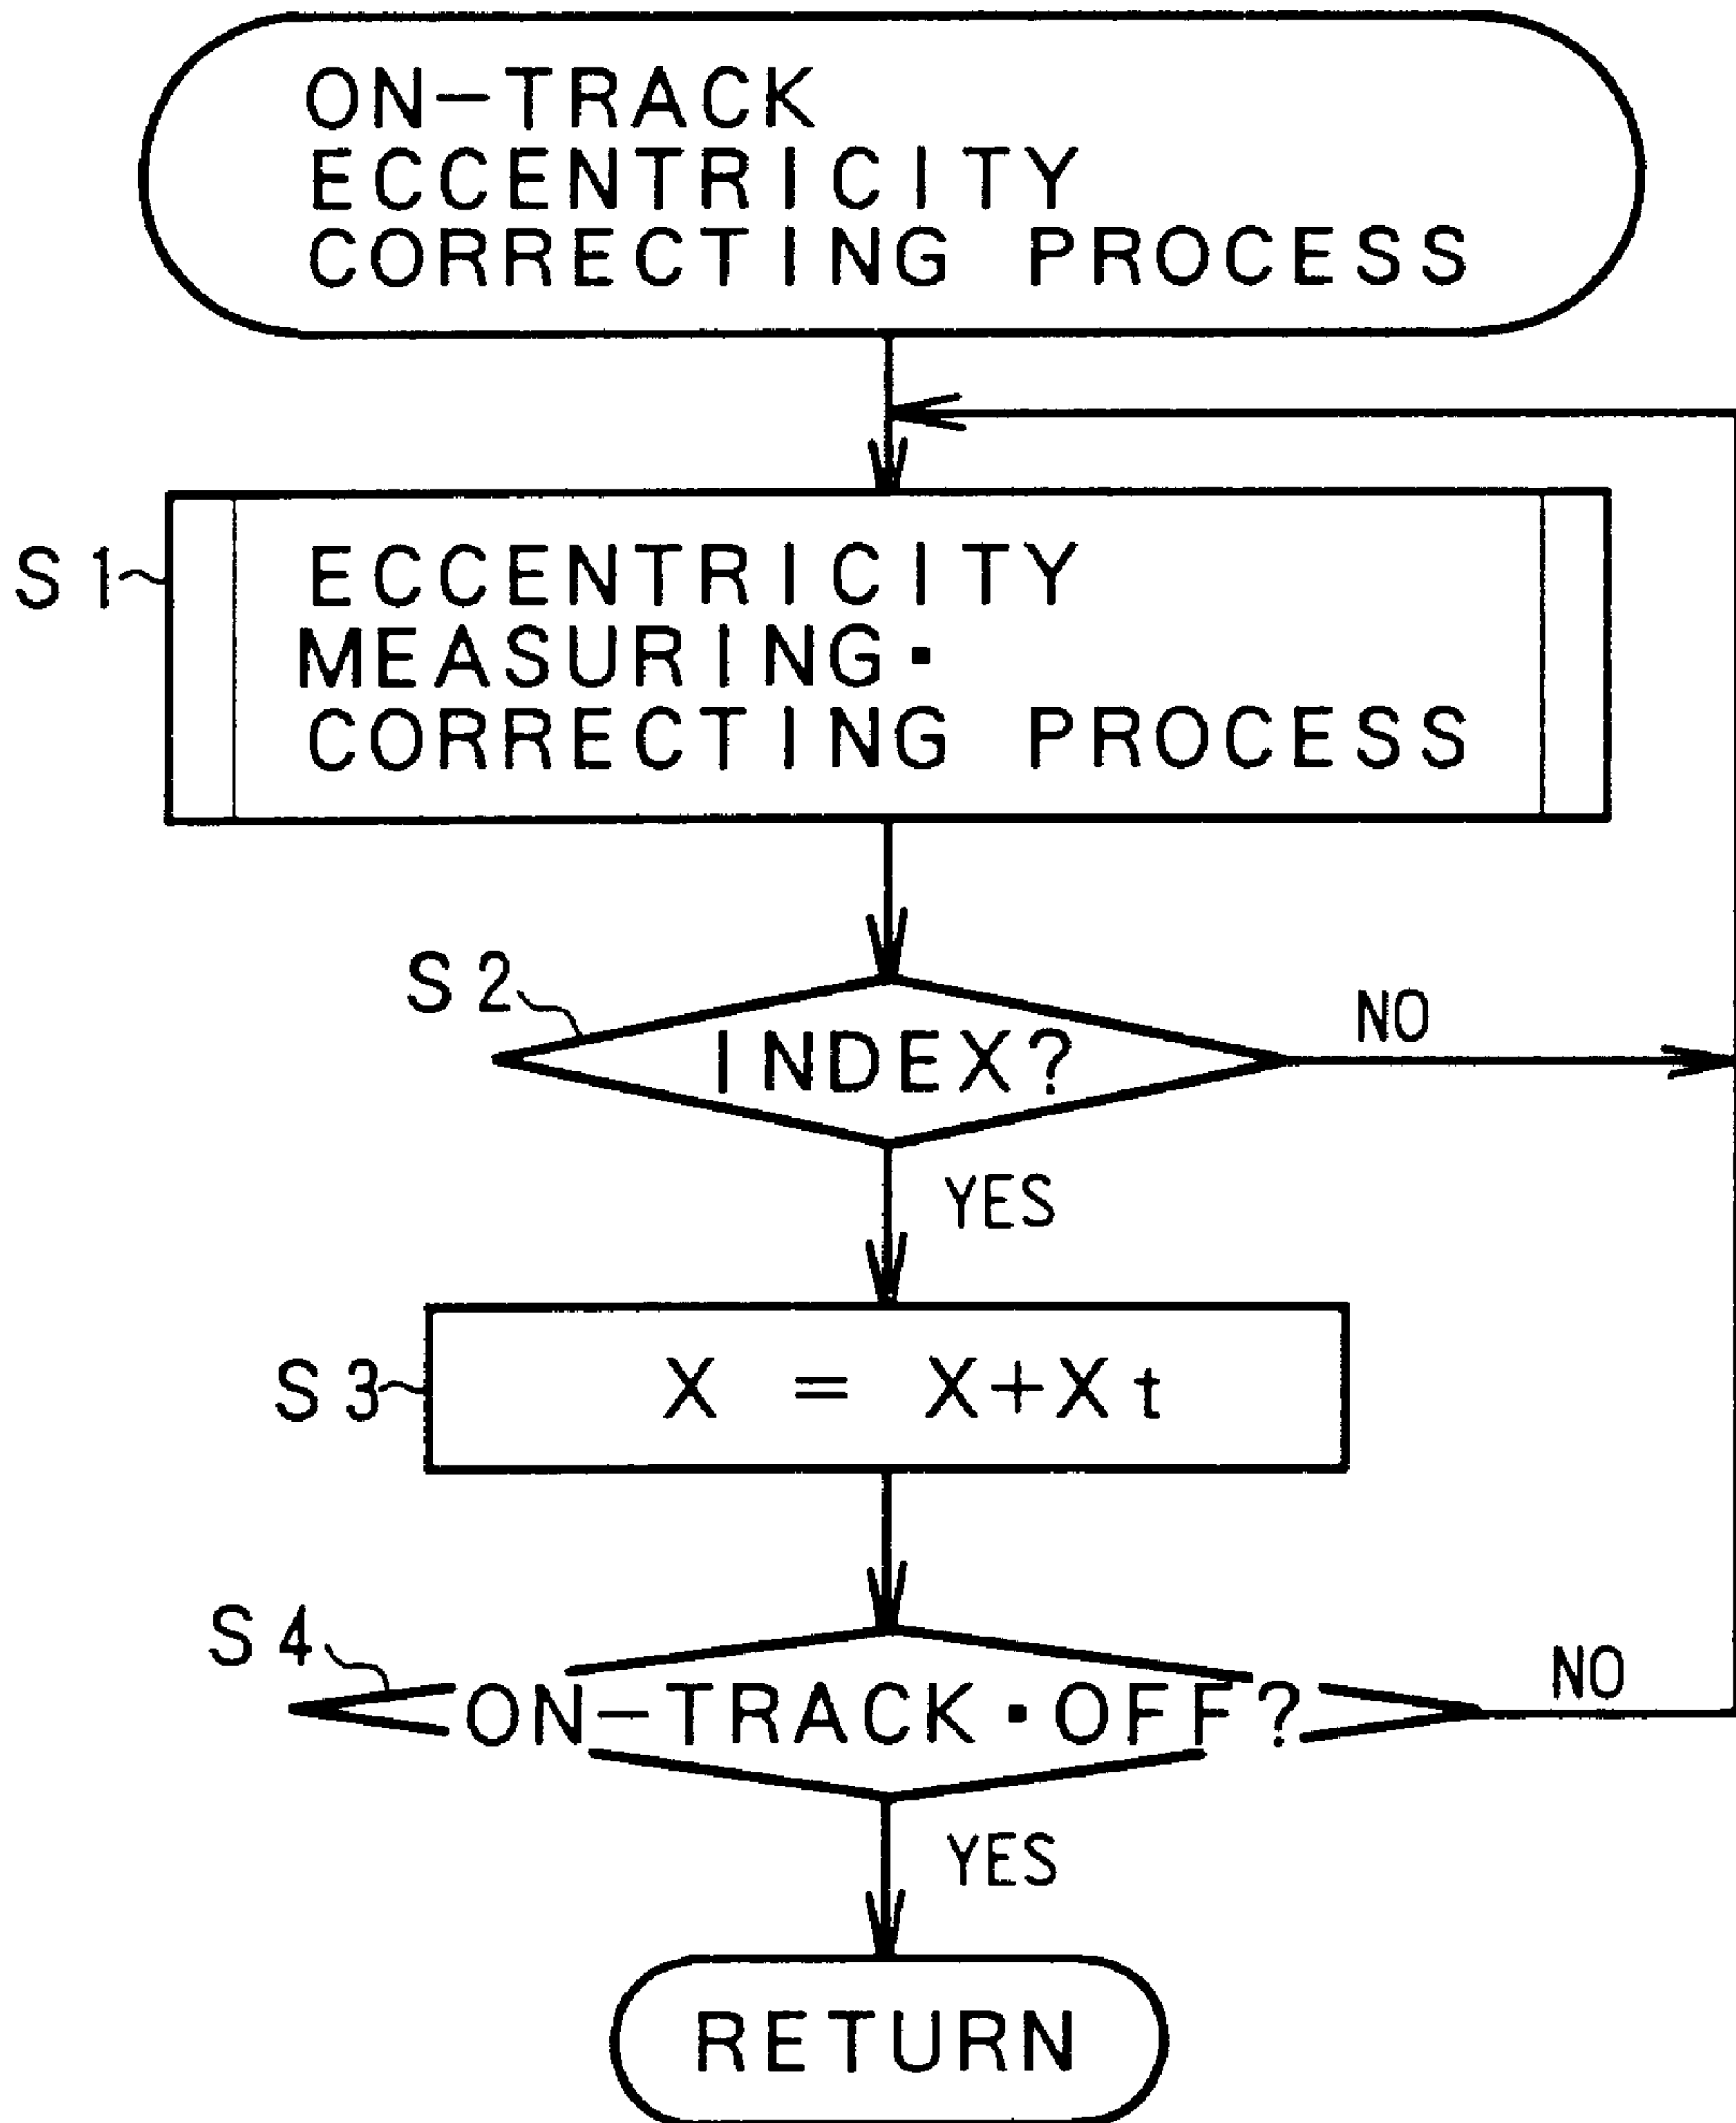 ON-TRACK
ECCENTRICITY
CORRECTING PROCESS
S1
ECCENTRICITY
MEASURING·
CORRECTING PROCESS
S2
INDEX?
NO
YES
S3
X = X+Xt
S4
ON-TRACK·OFF?
NO
YES
RETURN